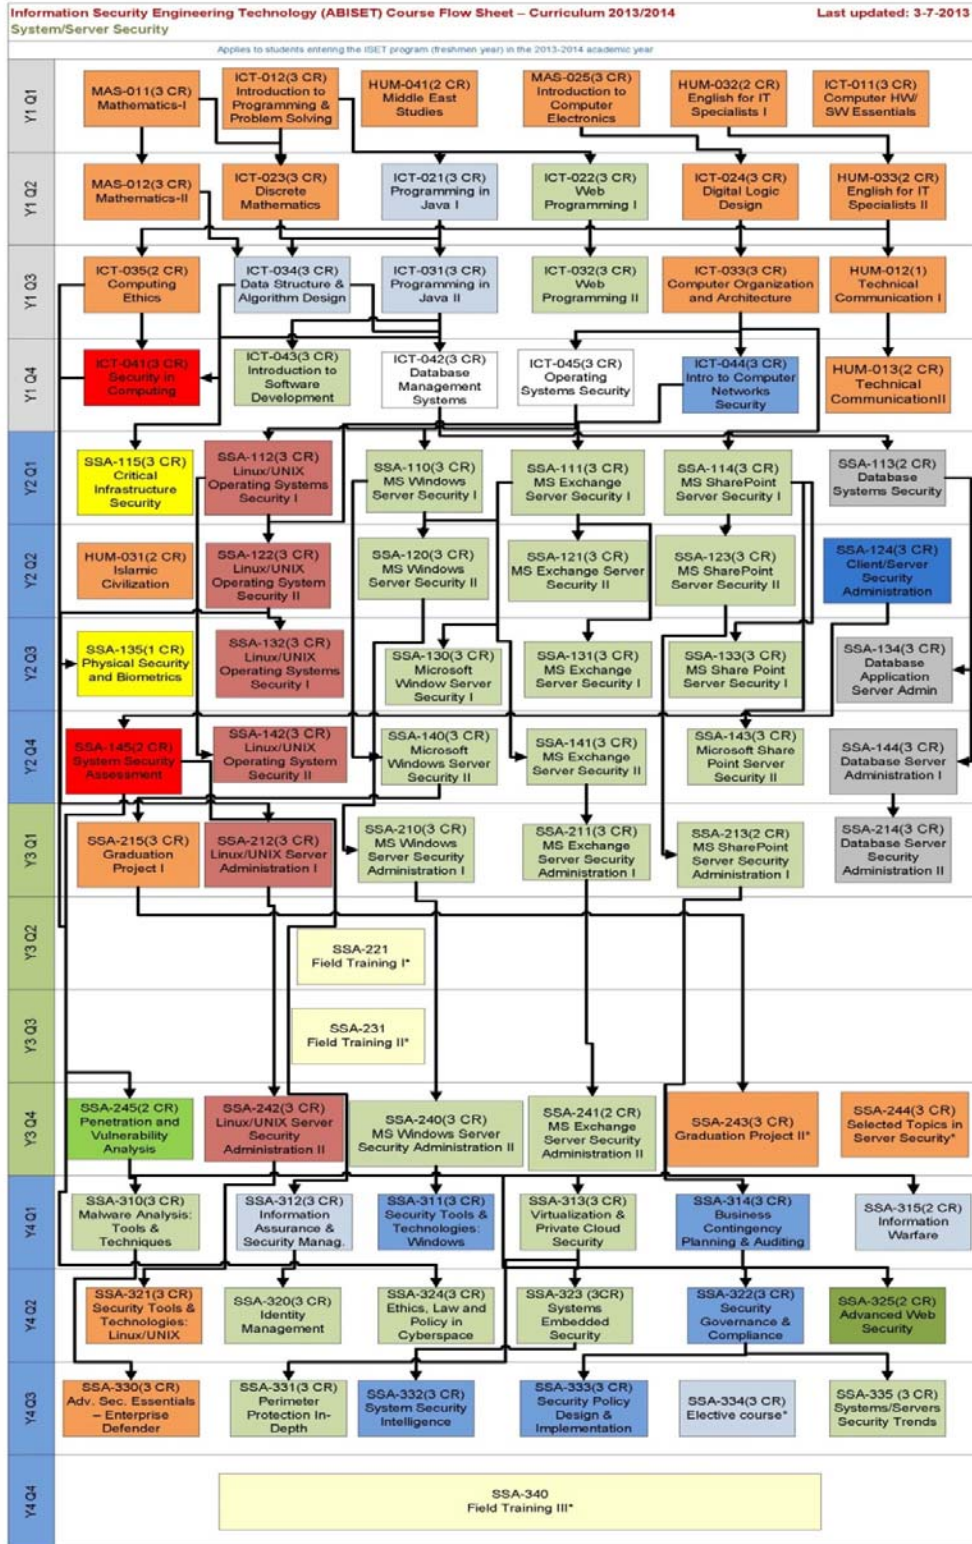 Information Security Engineering Technology (ABISET) Course Flow Sheet – Curriculum 2013/2014
Last updated: 3-7-2013
System/Server Security
Applies to students entering the ISET program (freshmen year) in the 2013-2014 academic year
Y1 Q1
MAS-011(3 CR)
Mathematics-I
ICT-012(3 CR)
Introduction to
Programming &
Problem Solving
HUM-041(2 CR)
Middle East
Studies
MAS-025(3 CR)
Introduction to
Computer
Electronics
HUM-032(2 CR)
English for IT
Specialists I
ICT-011(3 CR)
Computer HW/
SW Essentials
Y1 Q2
MAS-012(3 CR)
Mathematics-II
ICT-023(3 CR)
Discrete
Mathematics
ICT-021(3 CR)
Programming in
Java I
ICT-022(3 CR)
Web
Programming I
ICT-024(3 CR)
Digital Logic
Design
HUM-033(2 CR)
English for IT
Specialists II
Y1 Q3
ICT-035(2 CR)
Computing
Ethics
ICT-034(3 CR)
Data Structure &
Algorithm Design
ICT-031(3 CR)
Programming in
Java II
ICT-032(3 CR)
Web
Programming II
ICT-033(3 CR)
Computer Organization
and Architecture
HUM-012(1)
Technical
Communication I
Y1 Q4
ICT-041(3 CR)
Security in
Computing
ICT-043(3 CR)
Introduction to
Software
Development
ICT-042(3 CR)
Database
Management
Systems
ICT-045(3 CR)
Operating
Systems Security
ICT-044(3 CR)
Intro to Computer
Networks
Security
HUM-013(2 CR)
Technical
CommunicationII
Y2 Q1
SSA-115(3 CR)
Critical
Infrastructure
Security
SSA-112(3 CR)
Linux/UNIX
Operating Systems
Security I
SSA-110(3 CR)
MS Windows
Server Security I
SSA-111(3 CR)
MS Exchange
Server Security I
SSA-114(3 CR)
MS SharePoint
Server Security I
SSA-113(2 CR)
Database
Systems Security
Y2 Q2
HUM-031(2 CR)
Islamic
Civilization
SSA-122(3 CR)
Linux/UNIX
Operating System
Security II
SSA-120(3 CR)
MS Windows
Server Security II
SSA-121(3 CR)
MS Exchange Server
Security II
SSA-123(3 CR)
MS SharePoint
Server Security II
SSA-124(3 CR)
Client/Server
Security
Administration
Y2 Q3
SSA-135(1 CR)
Physical Security
and Biometrics
SSA-132(3 CR)
Linux/UNIX
Operating Systems
Security I
SSA-130(3 CR)
Microsoft
Window Server
Security I
SSA-131(3 CR)
MS Exchange
Server Security I
SSA-133(3 CR)
MS Share Point
Server Security I
SSA-134(3 CR)
Database
Application
Server Admin
Y2 Q4
SSA-145(2 CR)
System Security
Assessment
SSA-142(3 CR)
Linux/UNIX
Operating System
Security II
SSA-140(3 CR)
Microsoft
Windows Server
Security II
SSA-141(3 CR)
MS Exchange
Server Security II
SSA-143(3 CR)
Microsoft Share
Point Server
Security II
SSA-144(3 CR)
Database Server
Administration I
Y3 Q1
SSA-215(3 CR)
Graduation
Project I
SSA-212(3 CR)
Linux/UNIX Server
Administration I
SSA-210(3 CR)
MS Windows
Server Security
Administration I
SSA-211(3 CR)
MS Exchange
Server Security
Administration I
SSA-213(2 CR)
MS SharePoint
Server Security
Administration I
SSA-214(3 CR)
Database Server
Security
Administration II
Y3 Q2
SSA-221
Field Training I*
Y3 Q3
SSA-231
Field Training II*
Y3 Q4
SSA-245(2 CR)
Penetration and
Vulnerability
Analysis
SSA-242(3 CR)
Linux/UNIX Server
Security
Administration II
SSA-240(3 CR)
MS Windows Server
Security Administration II
SSA-241(2 CR)
MS Exchange
Server Security
Administration II
SSA-243(3 CR)
Graduation Project II*
SSA-244(3 CR)
Selected Topics in
Server Security*
Y4 Q1
SSA-310(3 CR)
Malware Analysis:
Tools &
Techniques
SSA-312(3 CR)
Information
Assurance &
Security Manag.
SSA-311(3 CR)
Security Tools &
Technologies:
Windows
SSA-313(3 CR)
Virtualization &
Private Cloud
Security
SSA-314(3 CR)
Business
Contingency
Planning & Auditing
SSA-315(2 CR)
Information
Warfare
Y4 Q2
SSA-321(3 CR)
Security Tools &
Technologies:
Linux/UNIX
SSA-320(3 CR)
Identity
Management
SSA-324(3 CR)
Ethics, Law and
Policy in
Cyberspace
SSA-323 (3CR)
Systems
Embedded
Security
SSA-322(3 CR)
Security
Governance &
Compliance
SSA-325(2 CR)
Advanced Web
Security
Y4 Q3
SSA-330(3 CR)
Adv. Sec. Essentials
– Enterprise
Defender
SSA-331(3 CR)
Perimeter
Protection In-
Depth
SSA-332(3 CR)
System Security
Intelligence
SSA-333(3 CR)
Security Policy
Design &
Implementation
SSA-334(3 CR)
Elective course*
SSA-335 (3 CR)
Systems/Servers
Security Trends
Y4 Q4
SSA-340
Field Training III*